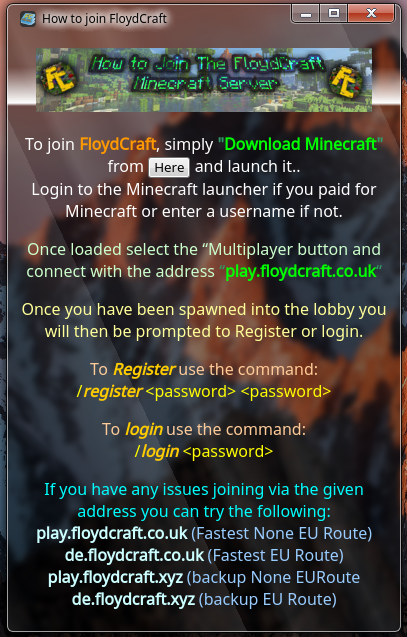 How to join FloydCraft
How to Join The FloydCraft
Minecraft Server
To join FloydCraft, simply "Download Minecraft"
from Here and launch it..
Login to the Minecraft launcher if you paid for
Minecraft or enter a username if not.
Once loaded select the “Multiplayer button and
connect with the address “play.floydcraft.co.uk”
Once you have been spawned into the lobby you
will then be prompted to Register or login.
To Register use the command:
/register <password> <password>
To login use the command:
/login <password>
If you have any issues joining via the given
address you can try the following:
play.floydcraft.co.uk (Fastest None EU Route)
de.floydcraft.co.uk (Fastest EU Route)
play.floydcraft.xyz (backup None EURoute
de.floydcraft.xyz (backup EU Route)